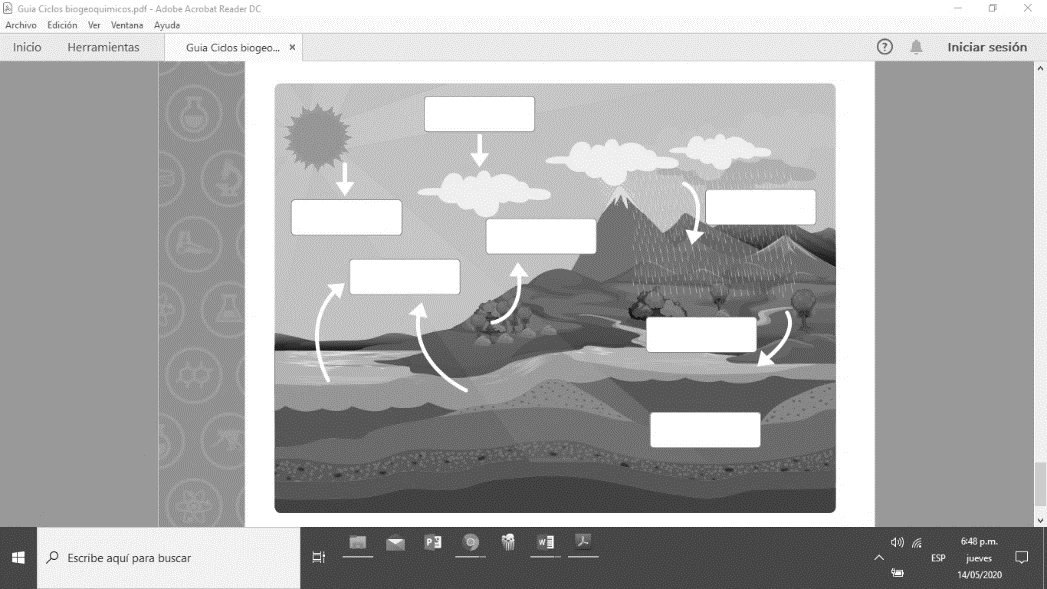 Guia Ciclos biogeoquimicos.pdf - Adobe Acrobat Reader DC
Archivo Edición Ver Ventana Ayuda
Inicio Herramientas Guia Ciclos biogeo... Iniciar sesión
Escribe aquí para buscar
6:48 p.m.
ESP jueves
14/05/2020